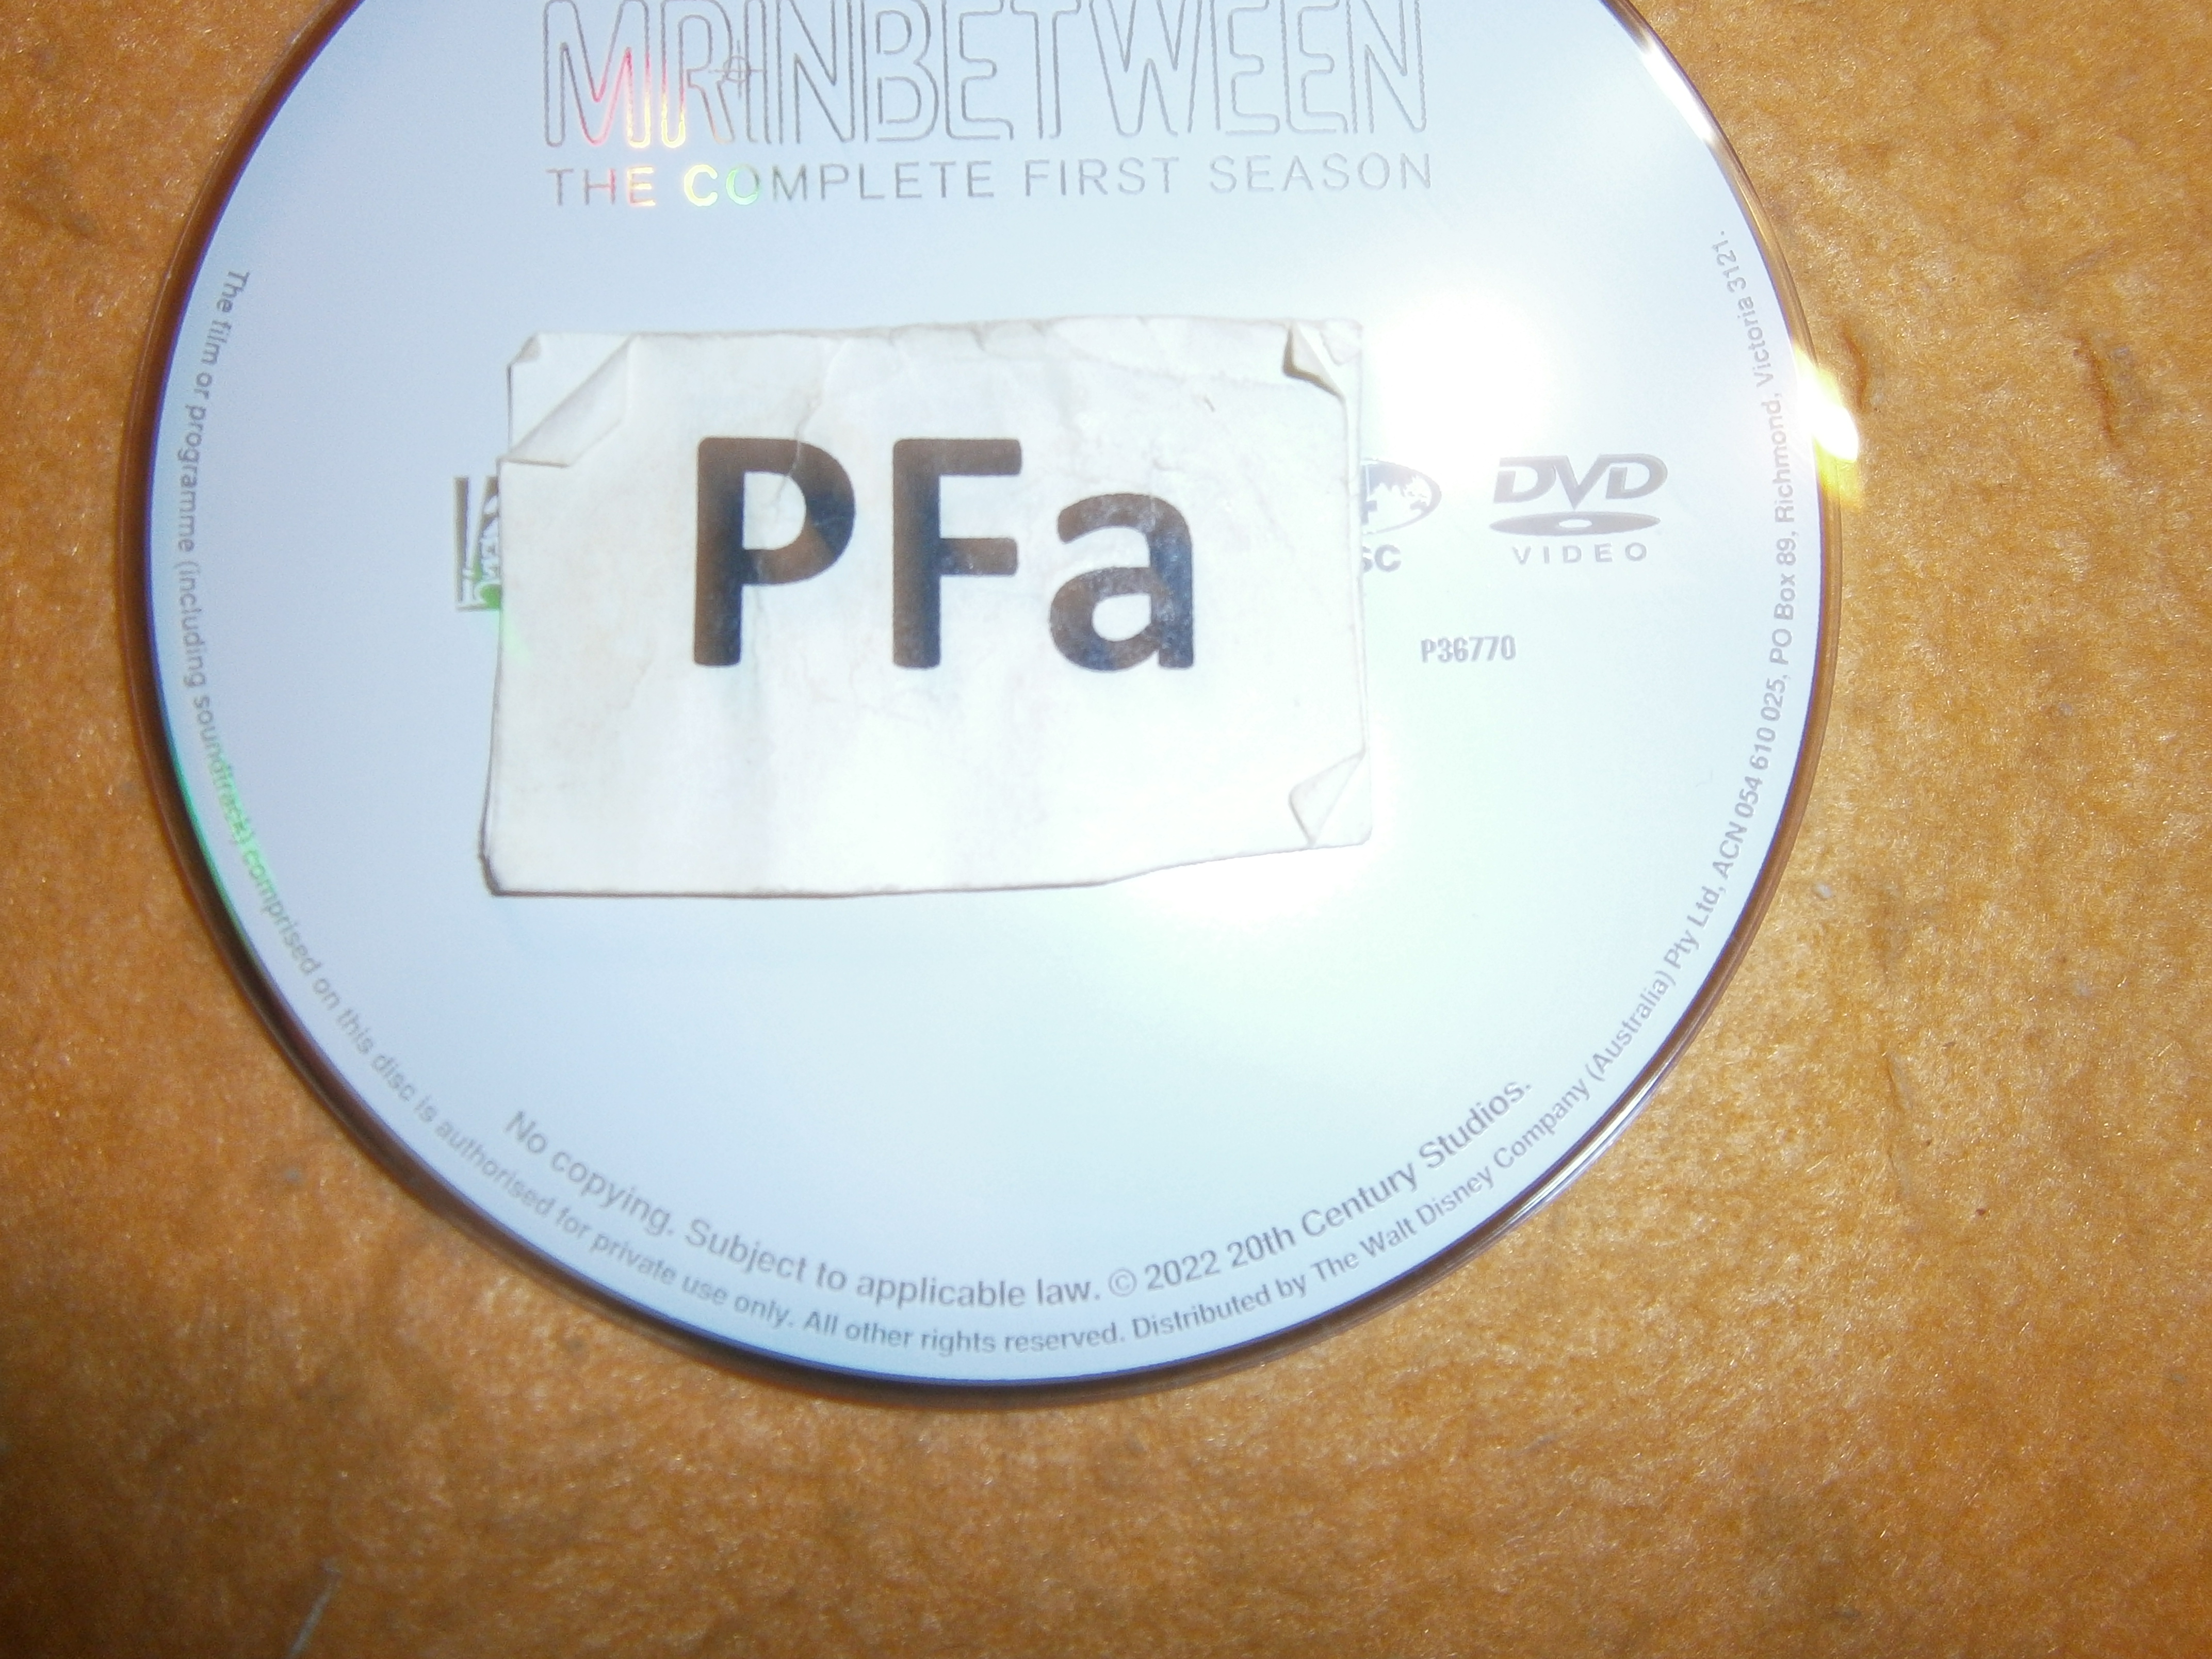 MRINBETWEEN
THE COMPLETE FIRST SEASON
PFa
SC
DVD
VIDEO
P36770
No copying. Subject to applicable law. © 2022 20th Century Studios.
The film or programme (including soundtrack) comprised on this disc is authorised for private use only. All other rights reserved. Distributed by The Walt Disney Company (Australia) Pty Ltd, ACN 054 610 025, PO Box 89, Richmond, Victoria 3121.